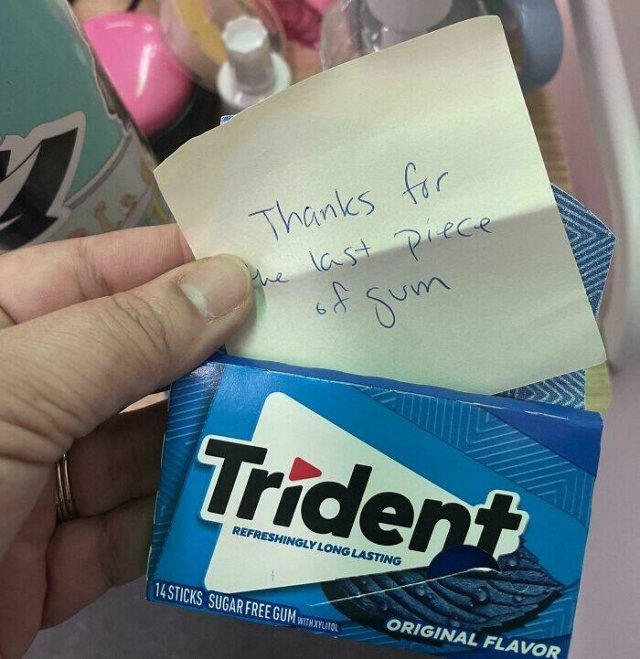 Thanks for
the last piece
of gum
Trident
REFRESHINGLY LONG LASTING
14 STICKS SUGAR FREE GUM WITH XYLITOL
ORIGINAL FLAVOR